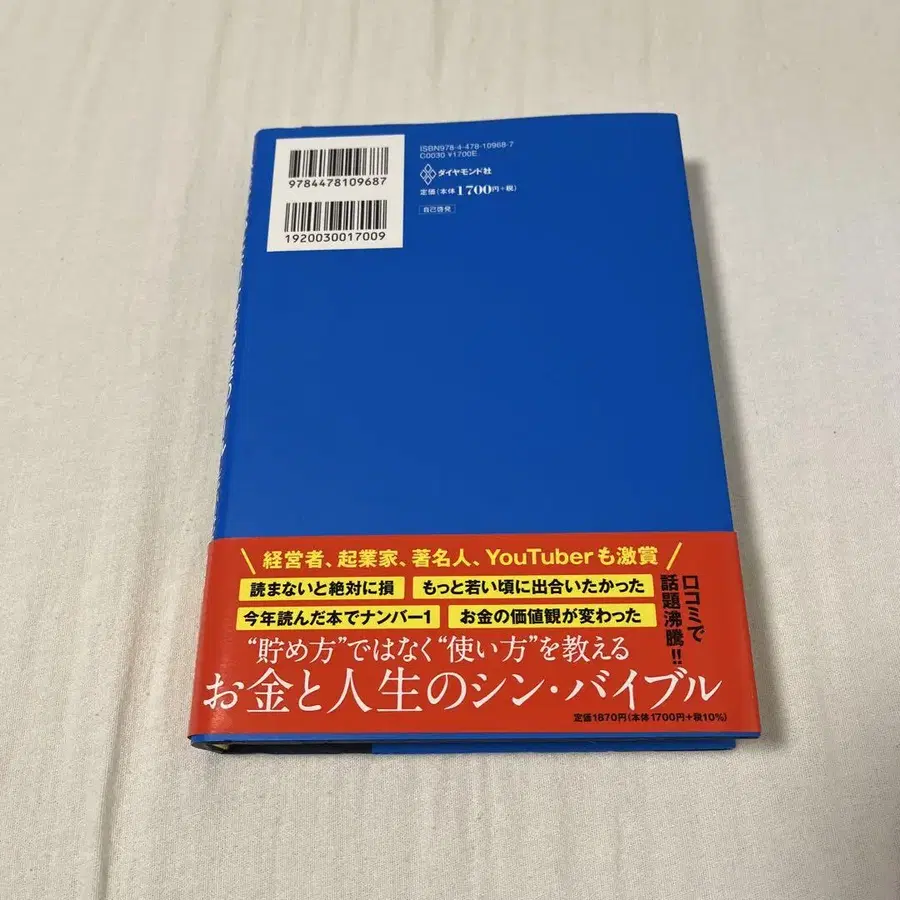 9784478109687
1920030017009
ISBN978-4-478-10968-7
C0030 ¥1700E
ダイヤモンド社
定価(本体1700円+税)
自己啓発
経営者、起業家、著名人、YouTuberも激賞
読まないと絶対に損
もっと若い頃に出合いたかった
今年読んだ本でナンバー1
お金の価値観が変わった
口コミで
話題沸騰!!
“貯め方”ではなく“使い方”を教える
お金と人生のシン・バイブル
定価1870円(本体1700円+税10%)